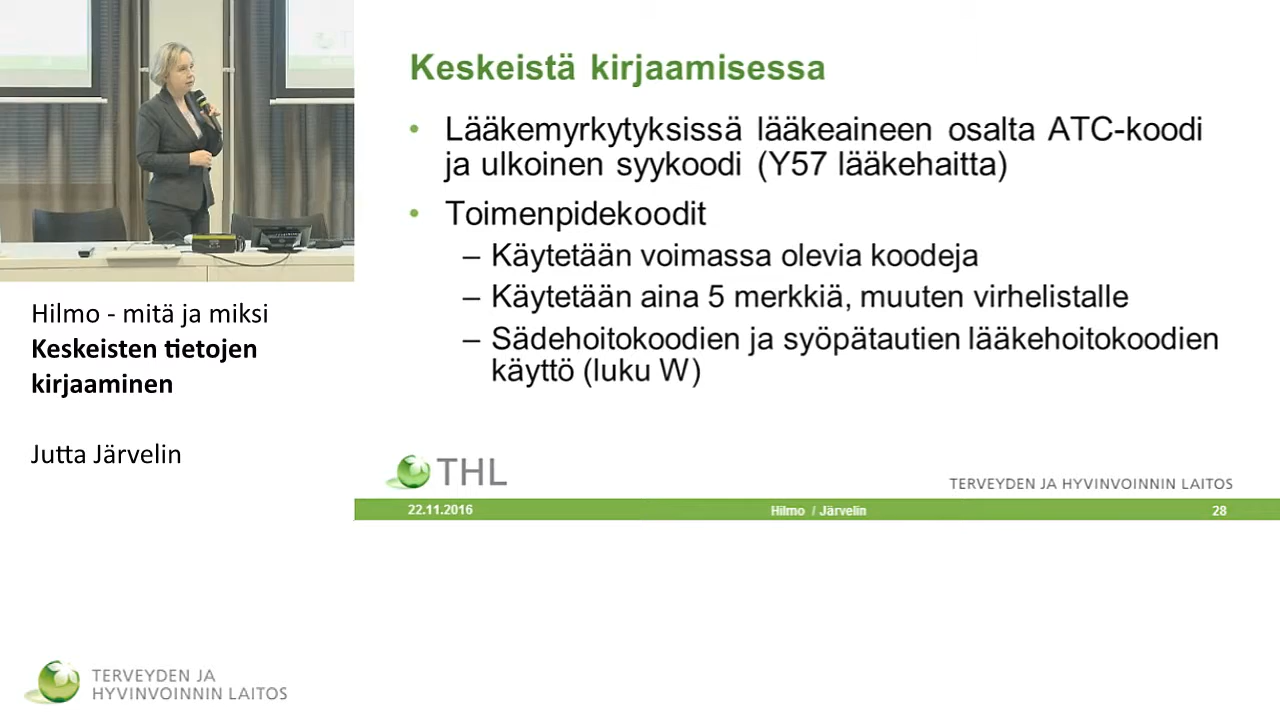 Keskeistä kirjaamisessa
• Lääkemyrkytyksissä lääkeaineen osalta ATC-koodi
ja ulkoinen syykoodi (Y57 lääkehaitta)
• Toimenpidekoodit
– Käytetään voimassa olevia koodeja
– Käytetään aina 5 merkkiä, muuten virhelistalle
– Sädehoitokoodien ja syöpätautien lääkehoitokoodien
käyttö (luku W)
THL
TERVEYDEN JA HYVINVOINNIN LAITOS
22.11.2016
Hilmo / Järvelin
28
Hilmo - mitä ja miksi
Keskeisten tietojen
kirjaaminen
Jutta Järvelin
TERVEYDEN JA
HYVINVOINNIN LAITOS